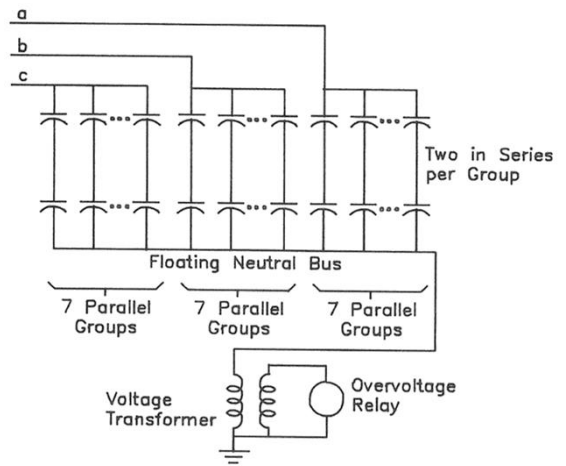 a
b
c
Two in Series
per Group
Floating Neutral Bus
7 Parallel
Groups
7 Parallel
Groups
7 Parallel
Groups
Voltage
Transformer
Overvoltage
Relay